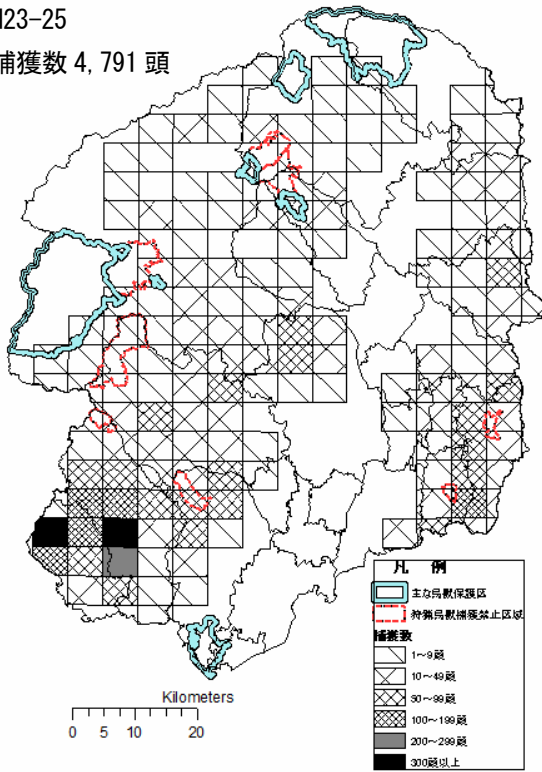 H23-25
捕獲数 4,791 頭
Kilometers
0 5 10 20
凡 例
主な鳥獣保護区
狩猟鳥獣捕獲禁止区域
捕獲数
1～9頭
10～49頭
50～99頭
100～199頭
200～299頭
300頭以上